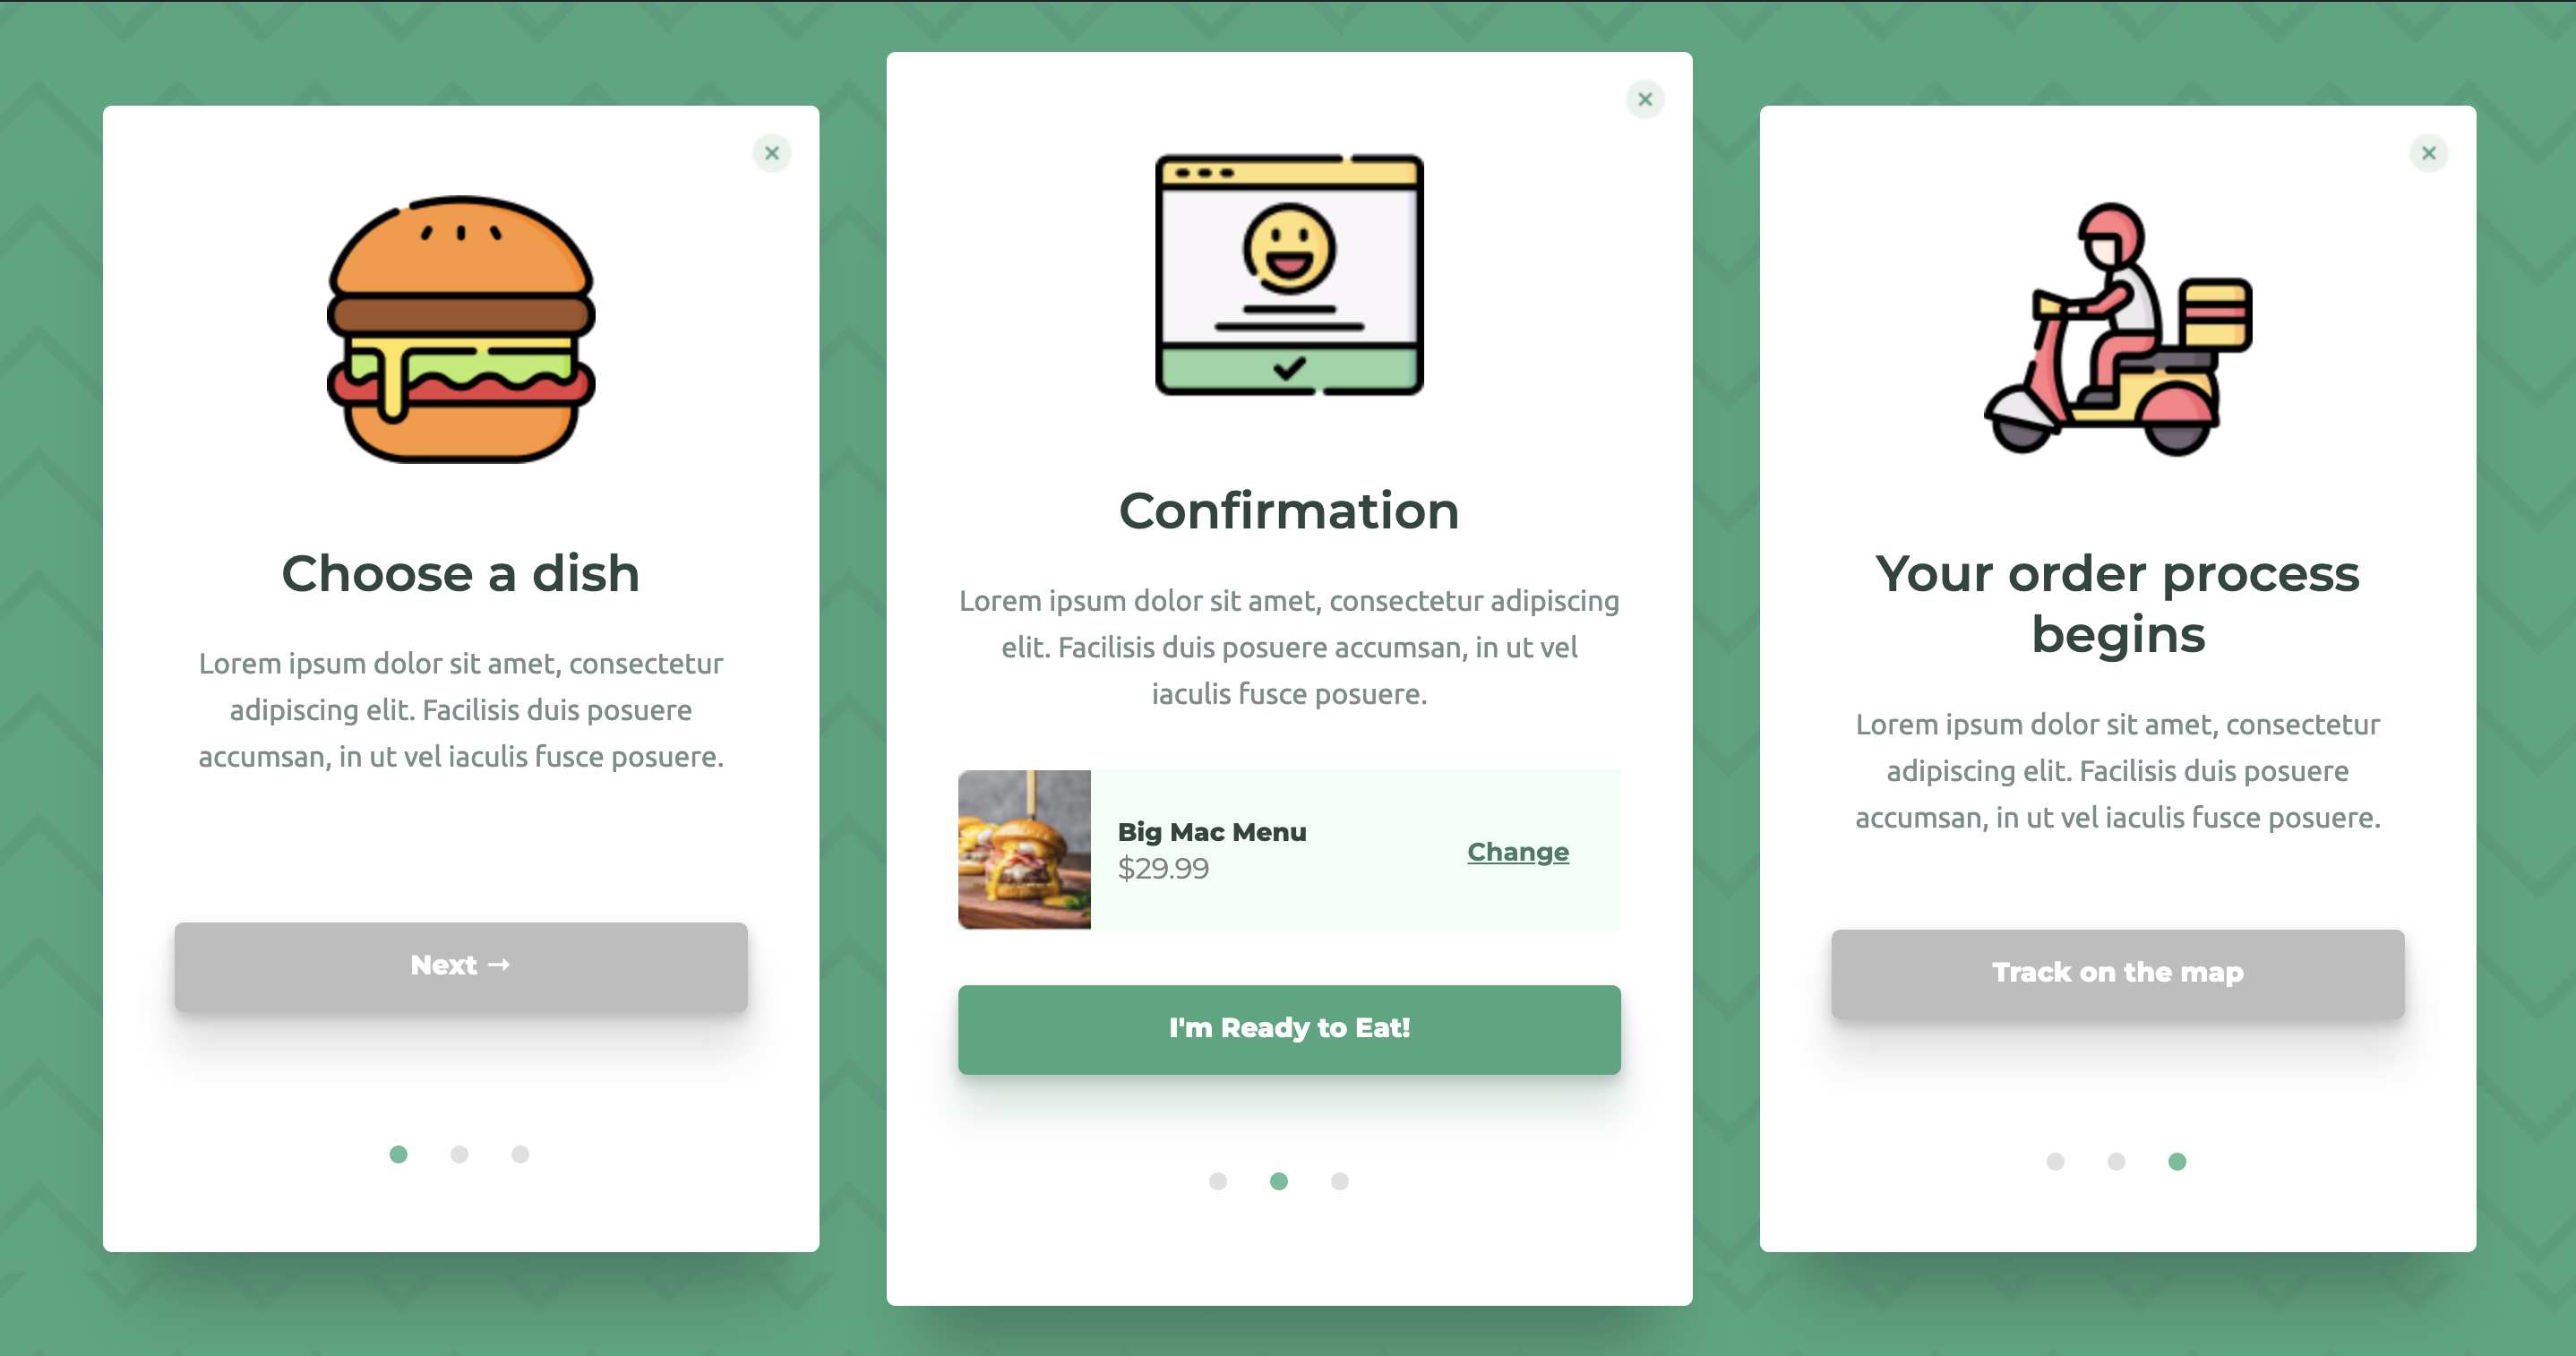 Choose a dish
Lorem ipsum dolor sit amet, consectetur
adipiscing elit. Facilisis duis posuere
accumsan, in ut vel iaculis fusce posuere.
Next →
Confirmation
Lorem ipsum dolor sit amet, consectetur adipiscing
elit. Facilisis duis posuere accumsan, in ut vel
iaculis fusce posuere.
Big Mac Menu
$29.99
Change
I'm Ready to Eat!
Your order process
begins
Lorem ipsum dolor sit amet, consectetur
adipiscing elit. Facilisis duis posuere
accumsan, in ut vel iaculis fusce posuere.
Track on the map